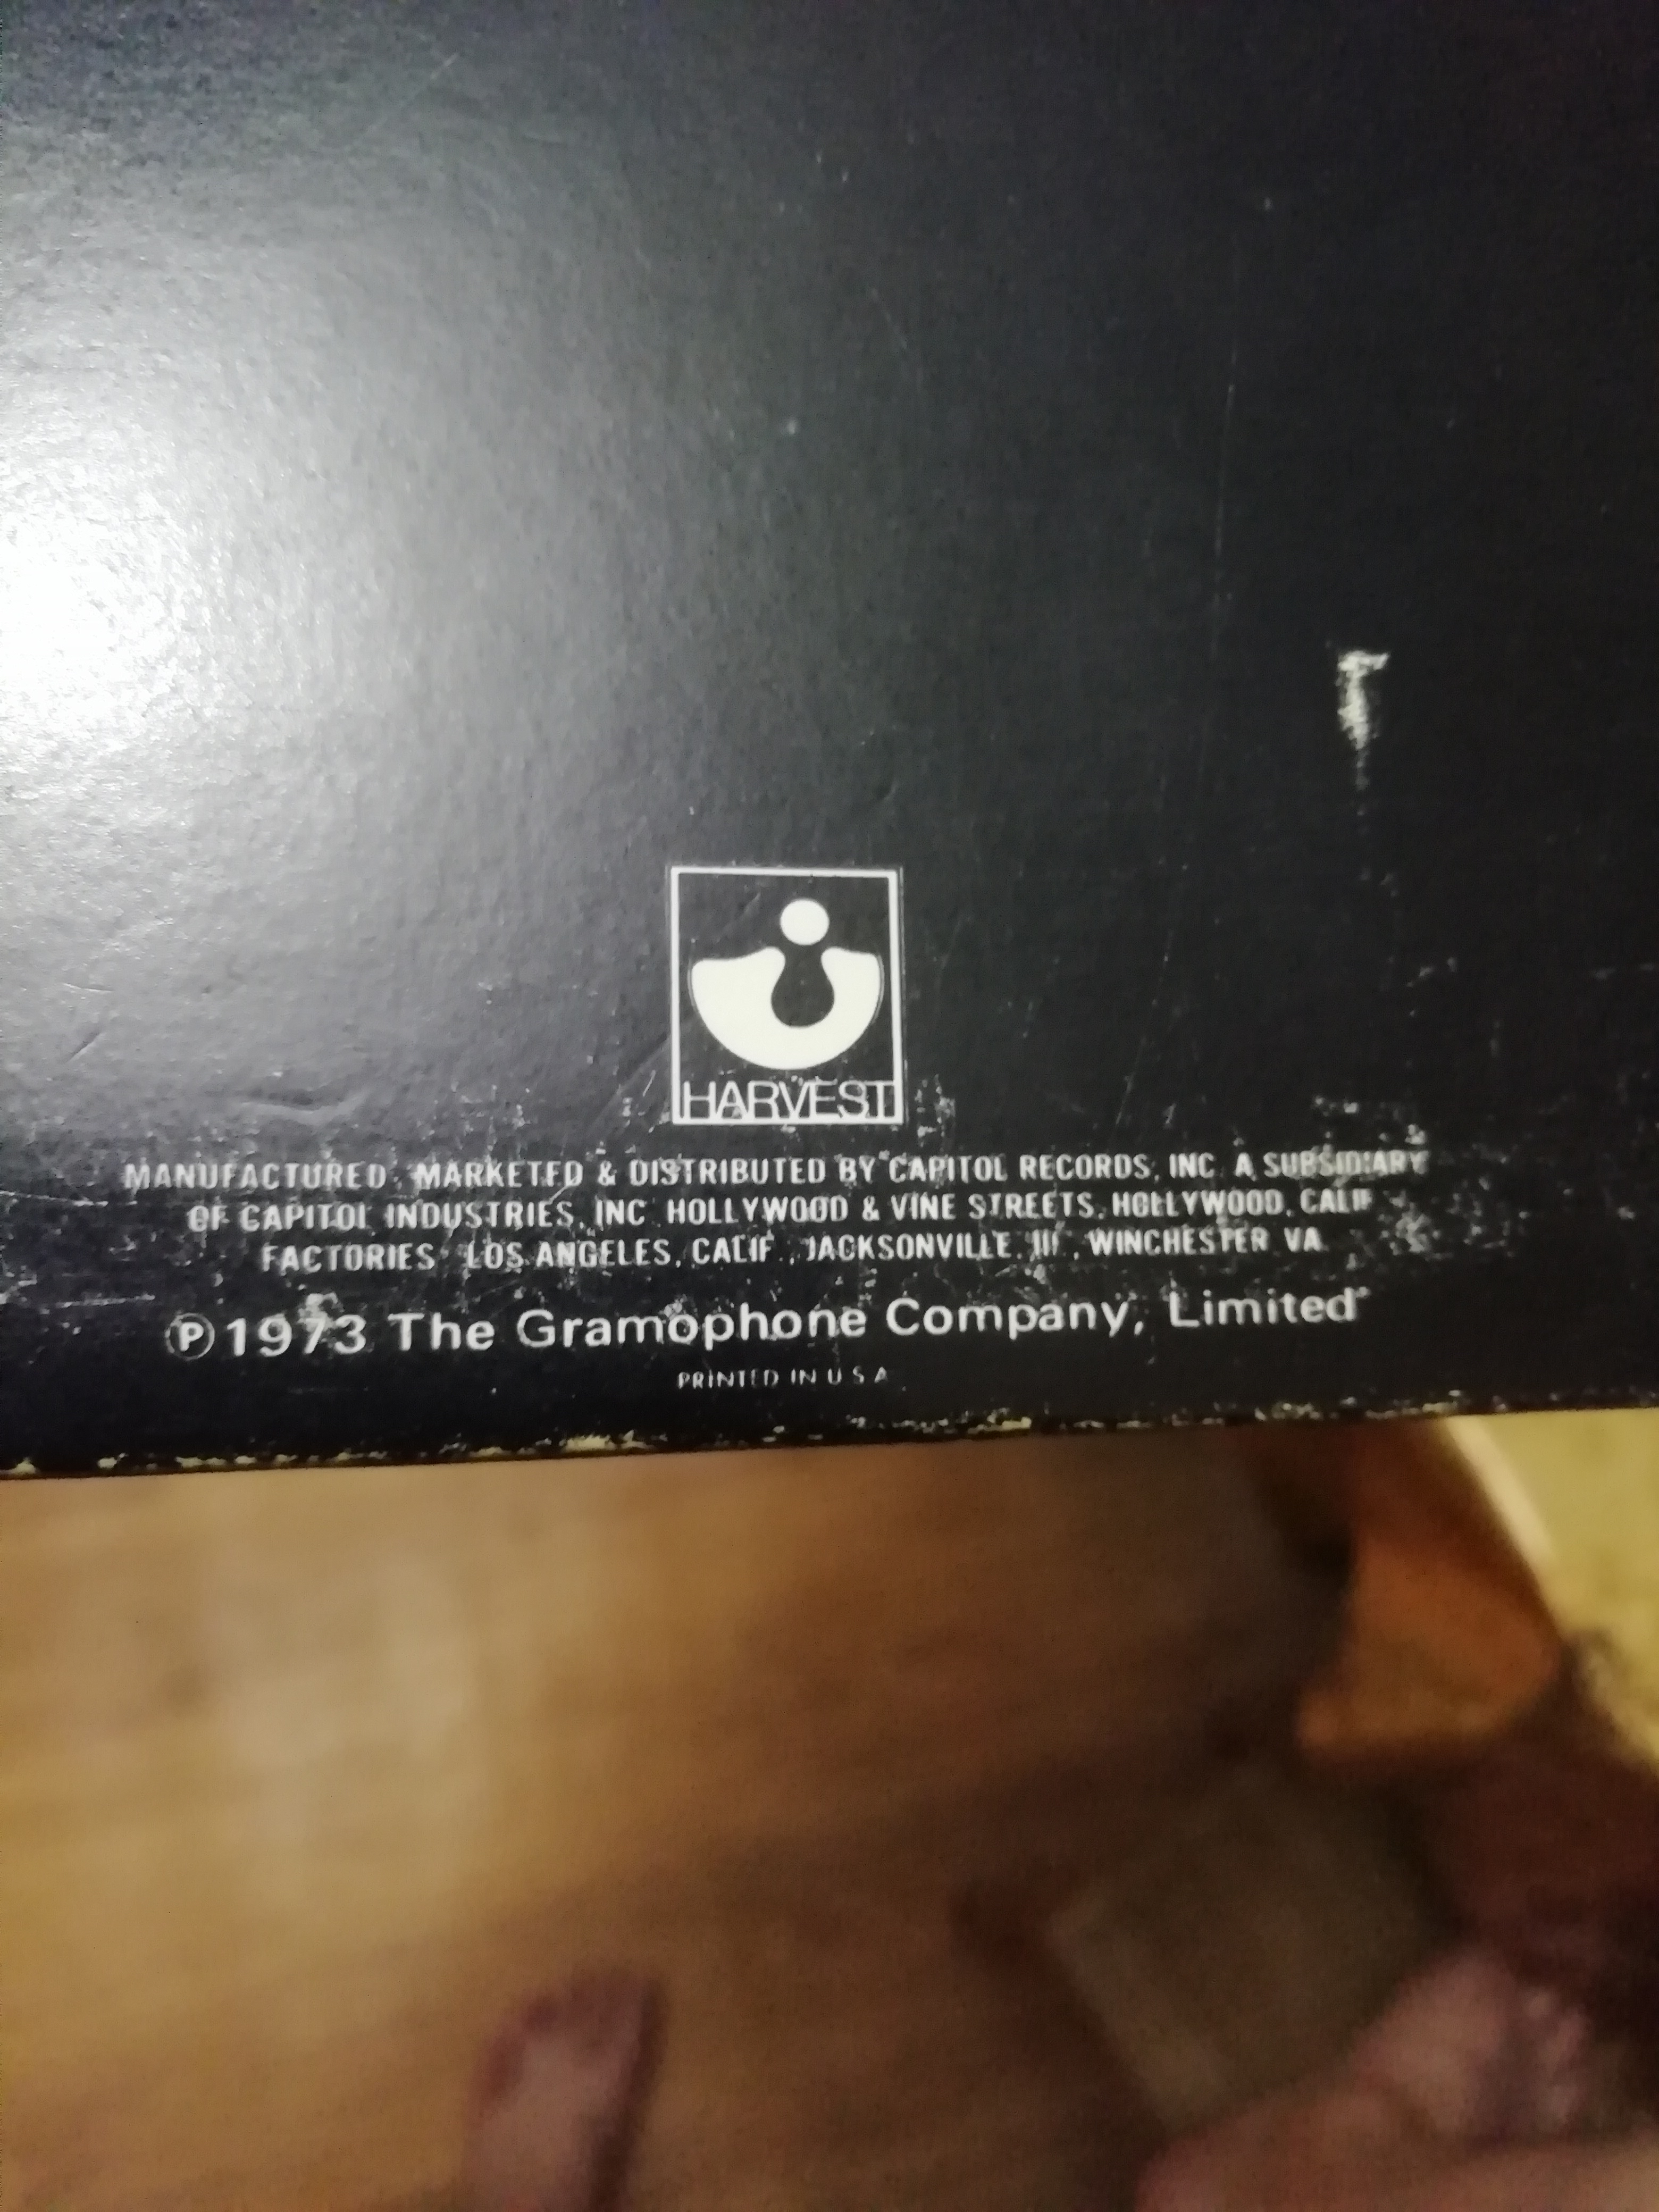 HARVEST
MANUFACTURED, MARKETED & DISTRIBUTED BY CAPITOL RECORDS, INC. A SUBSIDIARY
OF CAPITOL INDUSTRIES, INC. HOLLYWOOD & VINE STREETS, HOLLYWOOD, CALIF.
FACTORIES: LOS ANGELES, CALIF., JACKSONVILLE, Ill., WINCHESTER VA.
℗1973 The Gramophone Company, Limited
PRINTED IN U.S.A.